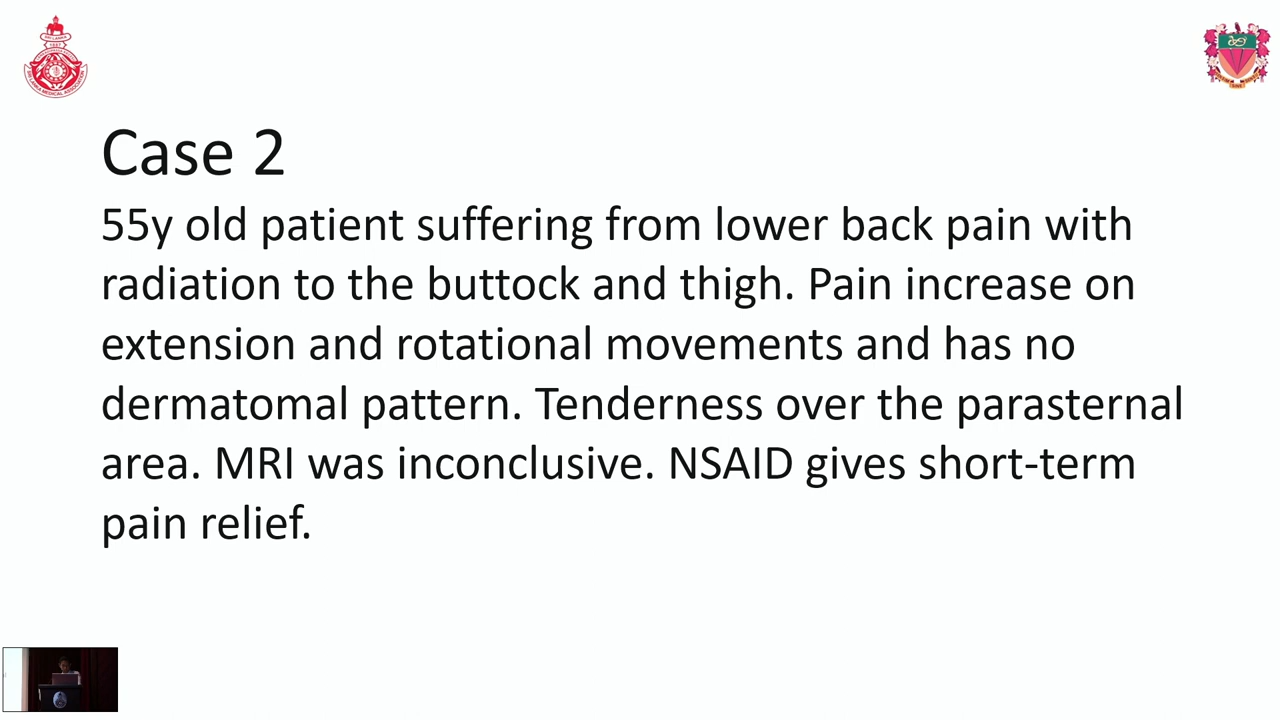 Case 2
55y old patient suffering from lower back pain with
radiation to the buttock and thigh. Pain increase on
extension and rotational movements and has no
dermatomal pattern. Tenderness over the parasternal
area. MRI was inconclusive. NSAID gives short-term
pain relief.